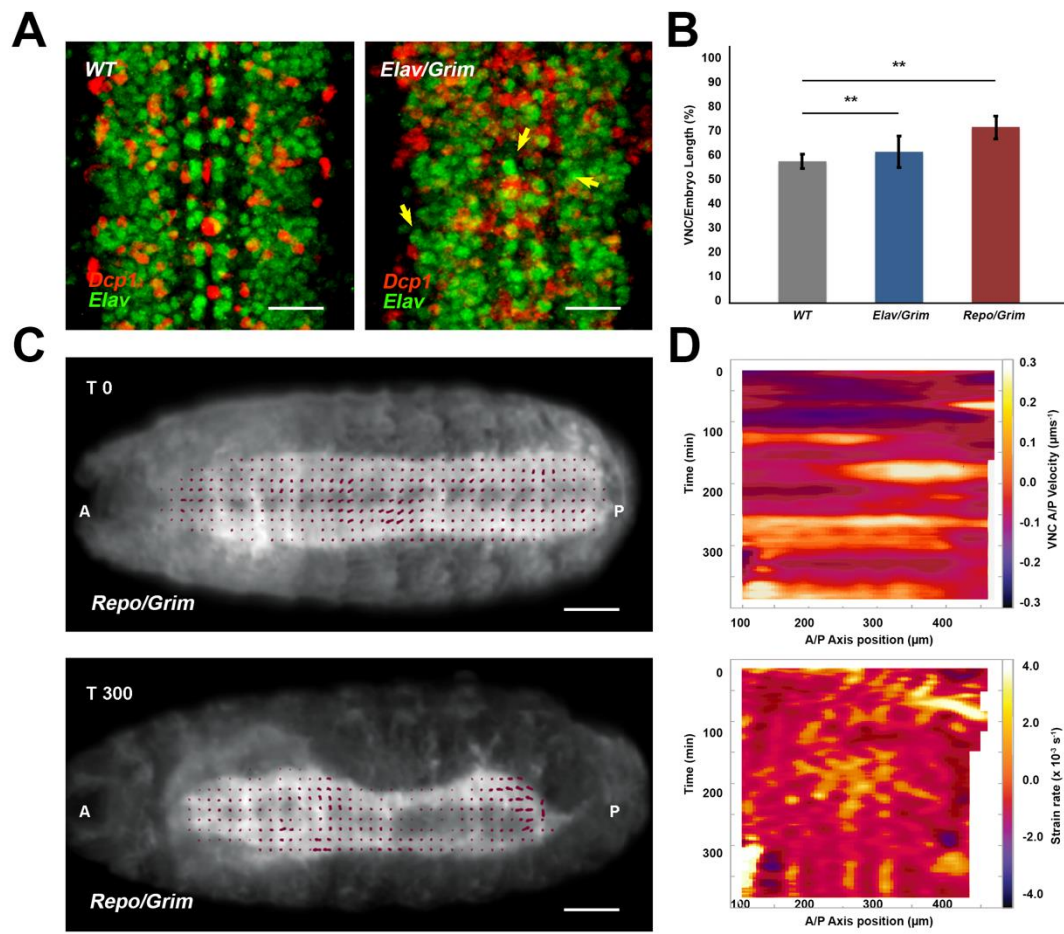 A
WT
Dcp1
Elav
Elav/Grim
Dcp1
Elav
B
VNC/Embryo Length (%)
100
90
80
70
60
50
40
30
20
10
0
**
**
WT
Elav/Grim
Repo/Grim
C
T 0
A
P
Repo/Grim
T 300
A
P
Repo/Grim
D
Time (min)
0
100
200
300
100 200 300 400
A/P Axis position (µm)
0.3
0.2
0.1
0.0
-0.1
-0.2
-0.3
VNC A/P Velocity (µms⁻¹)
Time (min)
0
100
200
300
100 200 300 400
A/P Axis position (µm)
4.0
2.0
0.0
-2.0
-4.0
Strain rate (x 10⁻³ s⁻¹)